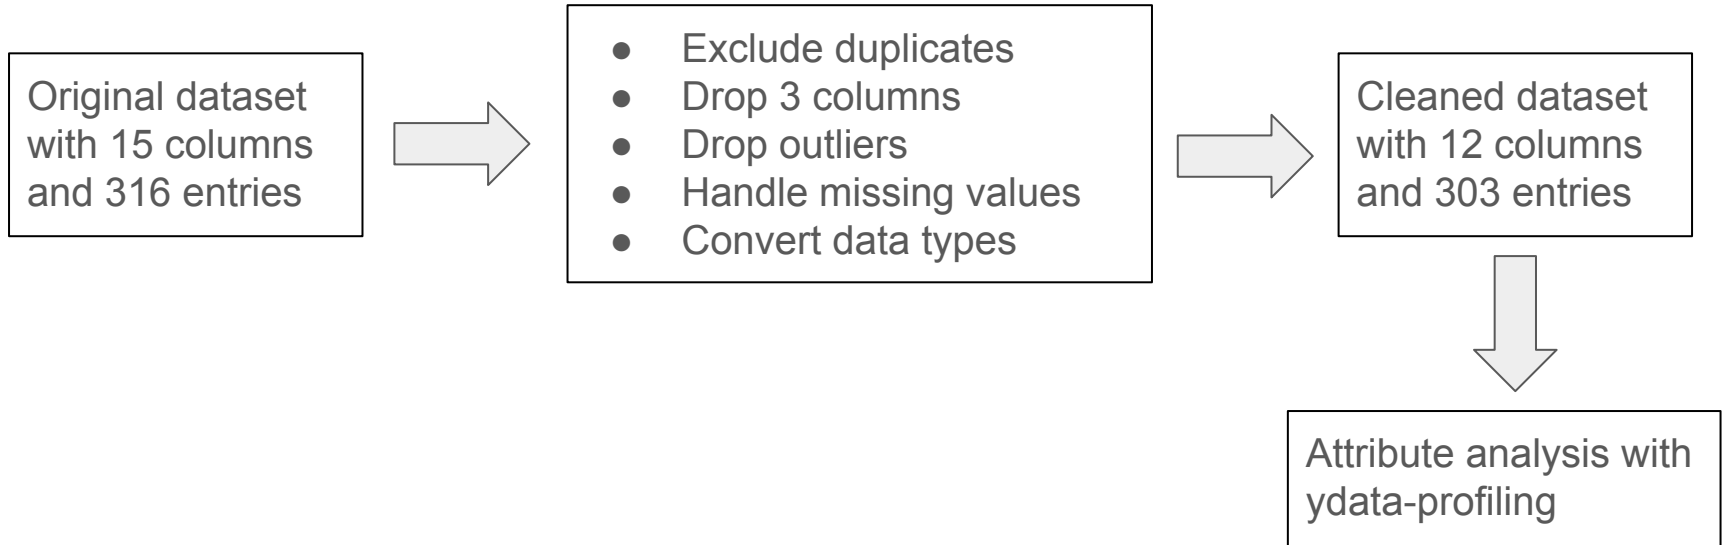 Original dataset
with 15 columns
and 316 entries
● Exclude duplicates
● Drop 3 columns
● Drop outliers
● Handle missing values
● Convert data types
Cleaned dataset
with 12 columns
and 303 entries
Attribute analysis with
ydata-profiling